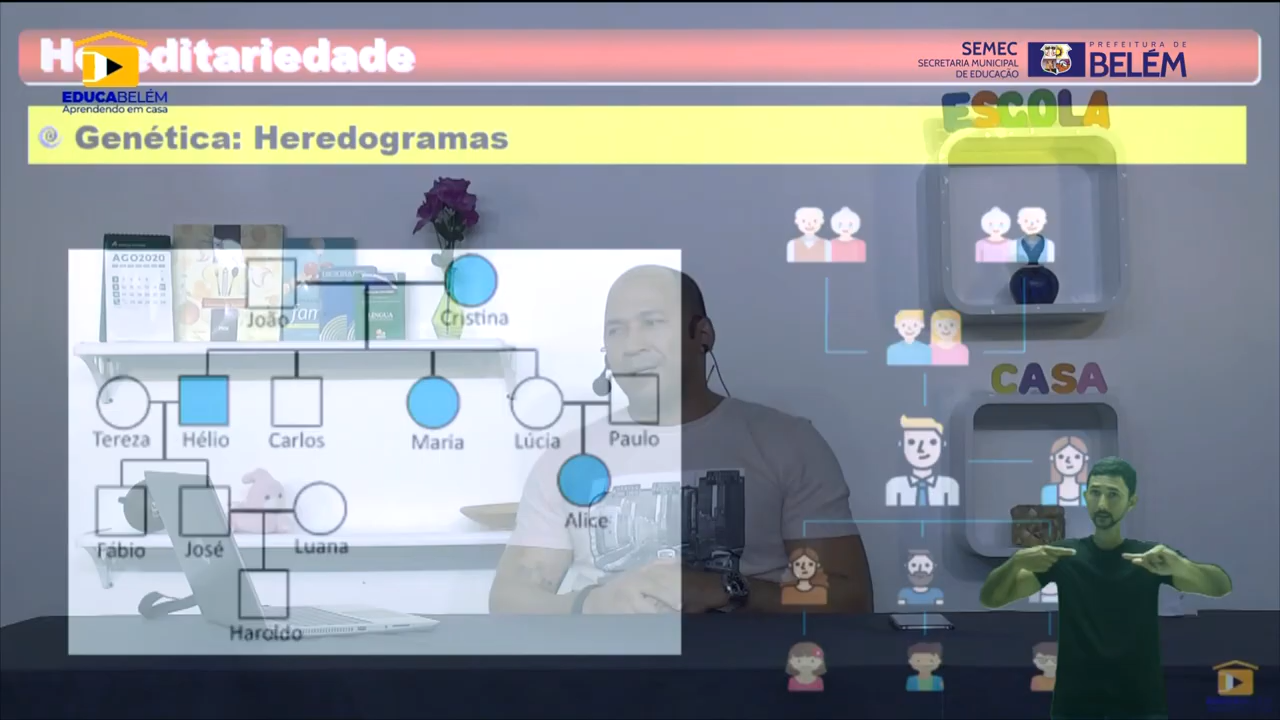 Hereditariedade
EDUCABELÉM
Aprendendo em casa
SEMEC
SECRETARIA MUNICIPAL
DE EDUCAÇÃO
PREFEITURA DE
BELÉM
ESCOLA
Genética: Heredogramas
AGO2020
João
Cristina
CASA
Tereza
Hélio
Carlos
Maria
Lúcia
Paulo
Fábio
José
Luana
Alice
Haroldo